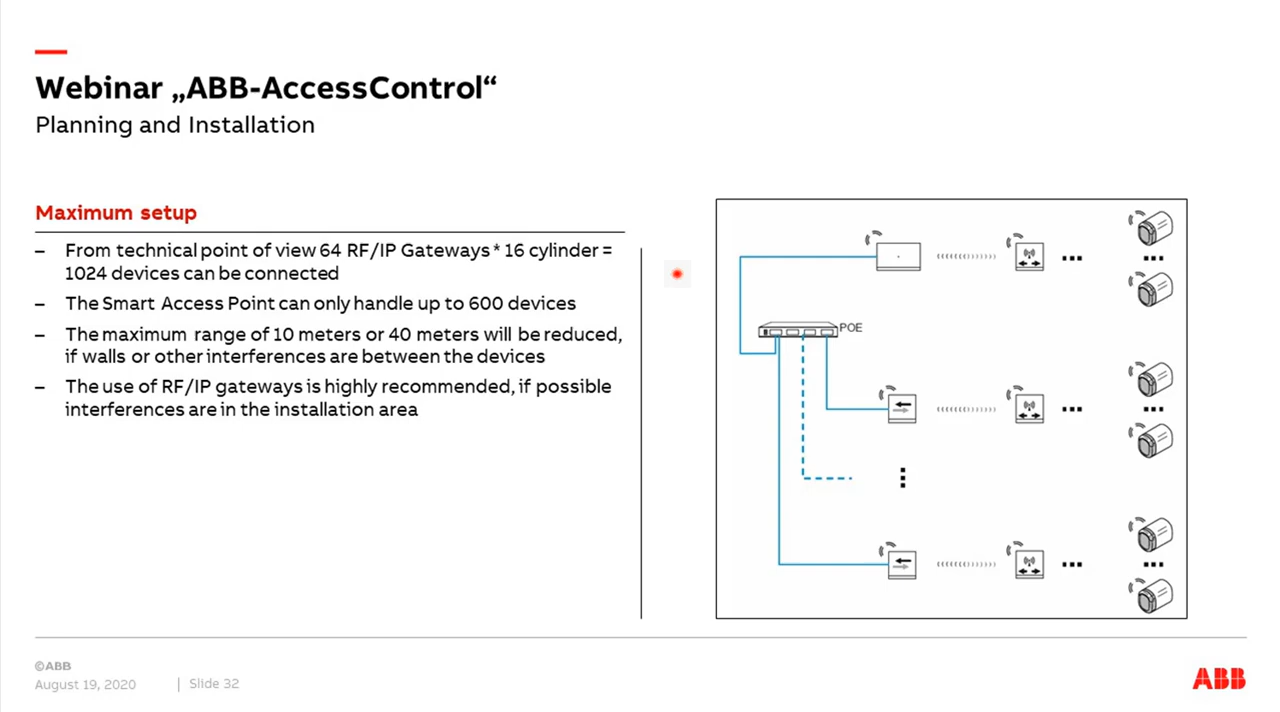 Webinar „ABB-AccessControl“
Planning and Installation
Maximum setup
– From technical point of view 64 RF/IP Gateways * 16 cylinder =
1024 devices can be connected
– The Smart Access Point can only handle up to 600 devices
– The maximum range of 10 meters or 40 meters will be reduced,
if walls or other interferences are between the devices
– The use of RF/IP gateways is highly recommended, if possible
interferences are in the installation area
POE
©ABB
August 19, 2020 | Slide 32
ABB